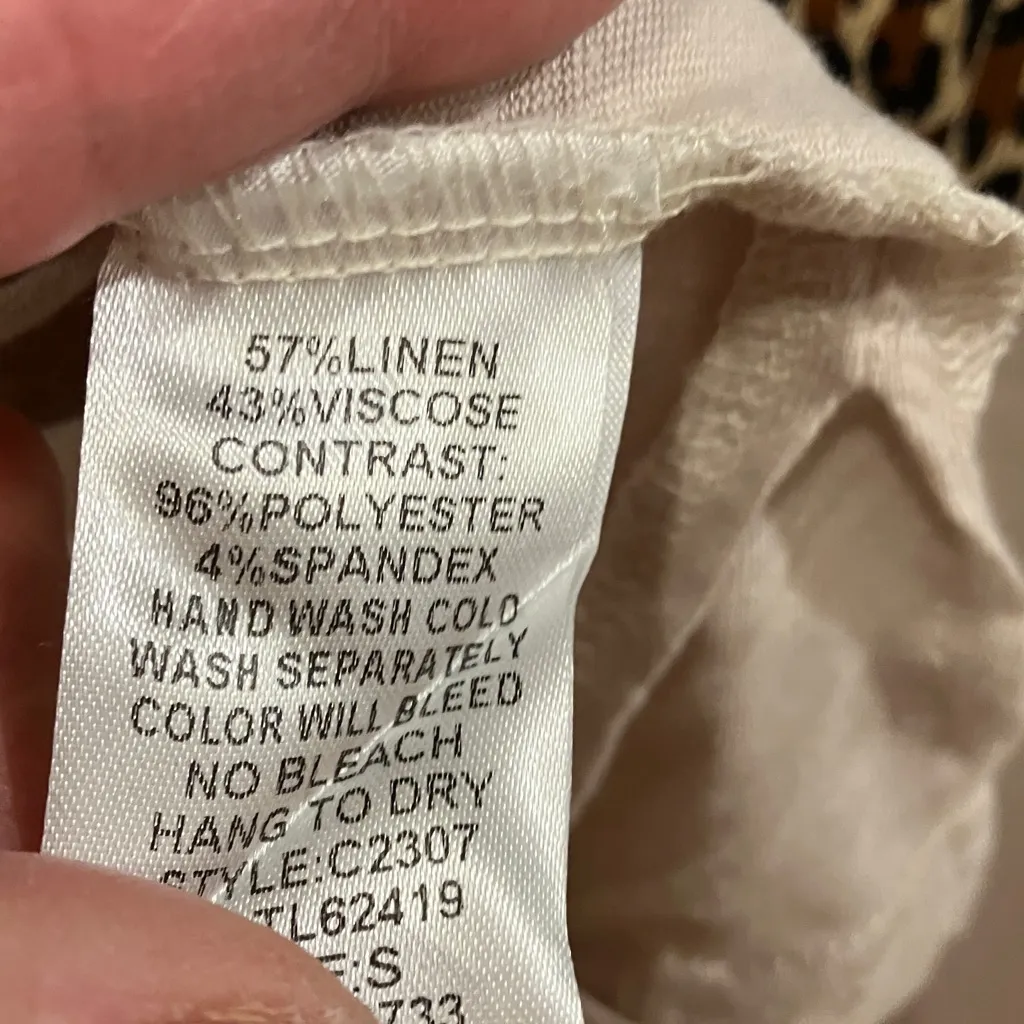 57%LINEN
43%VISCOSE
CONTRAST:
96%POLYESTER
4%SPANDEX
HAND WASH COLD
WASH SEPARATELY
COLOR WILL BLEED
NO BLEACH
HANG TO DRY
STYLE:C2307
TL62419
:S
733